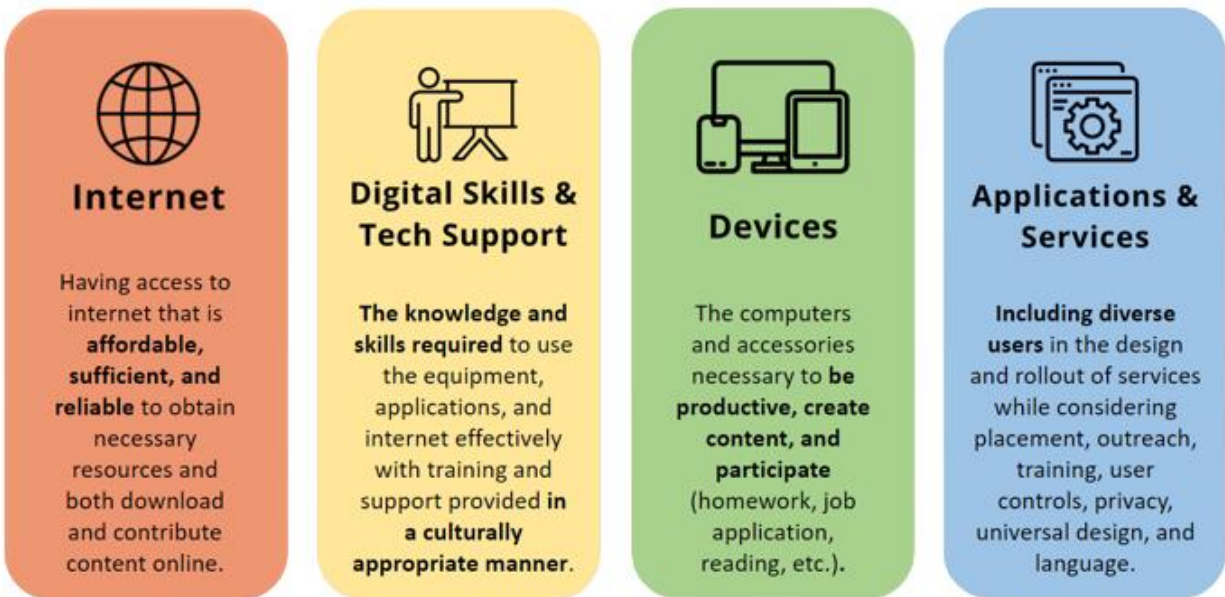 Internet
Having access to
internet that is
affordable,
sufficient, and
reliable to obtain
necessary
resources and
both download
and contribute
content online.
Digital Skills &
Tech Support
The knowledge and
skills required to use
the equipment,
applications, and
internet effectively
with training and
support provided in
a culturally
appropriate manner.
Devices
The computers
and accessories
necessary to be
productive, create
content, and
participate
(homework, job
application,
reading, etc.).
Applications &
Services
Including diverse
users in the design
and rollout of services
while considering
placement, outreach,
training, user
controls, privacy,
universal design, and
language.